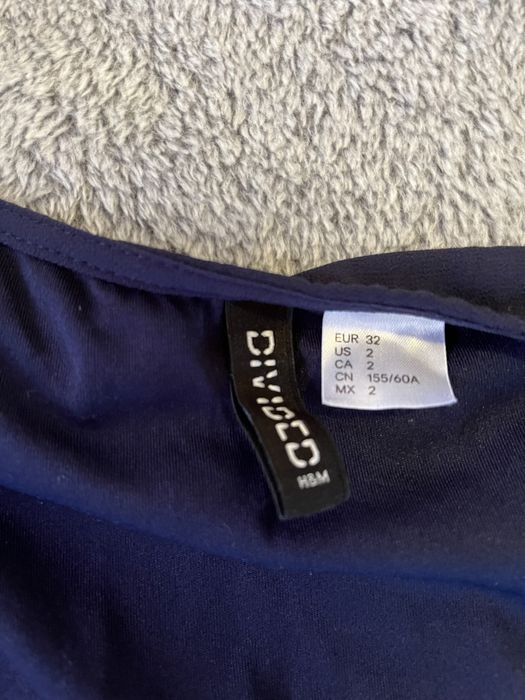 DIVIDED
H&M
EUR 32
US 2
CA 2
CN 155/60A
MX 2